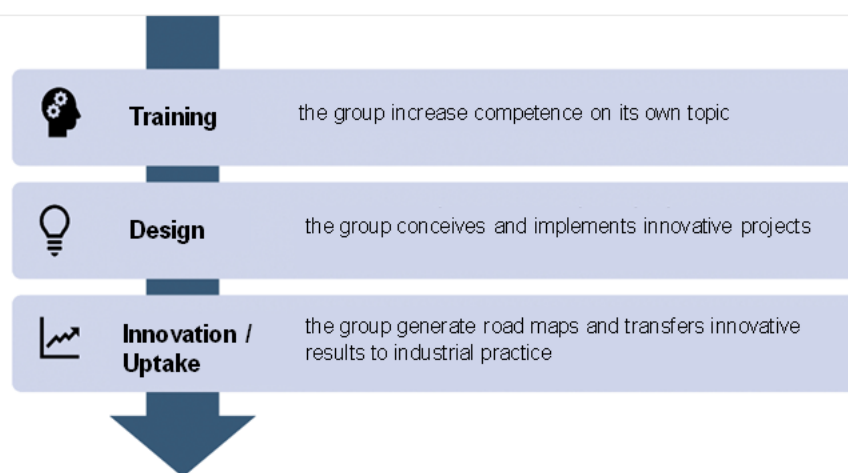 Training
the group increase competence on its own topic
Design
the group conceives and implements innovative projects
Innovation /
Uptake
the group generate road maps and transfers innovative
results to industrial practice